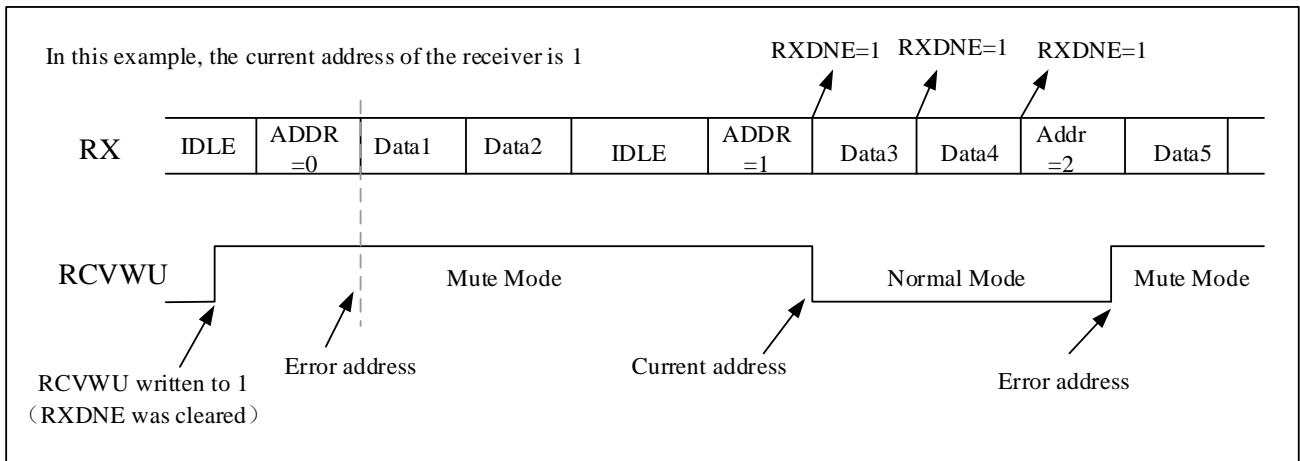 In this example, the current address of the receiver is 1
RXDNE=1 RXDNE=1 RXDNE=1
RX
IDLE
ADDR
=0
Data1
Data2
IDLE
ADDR
=1
Data3
Data4
Addr
=2
Data5
RCVWU
Mute Mode
Normal Mode
Mute Mode
Error address
Current address
Error address
RCVWU written to 1
（RXDNE was cleared）